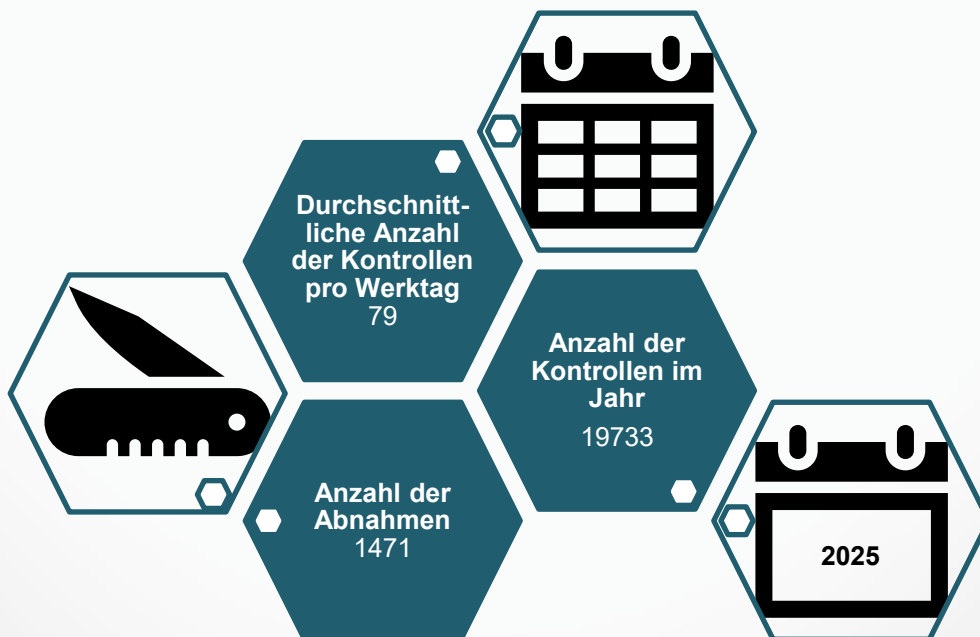 Durchschnitt-
liche Anzahl
der Kontrollen
pro Werktag
79
Anzahl der
Kontrollen im
Jahr
19733
Anzahl der
Abnahmen
1471
2025